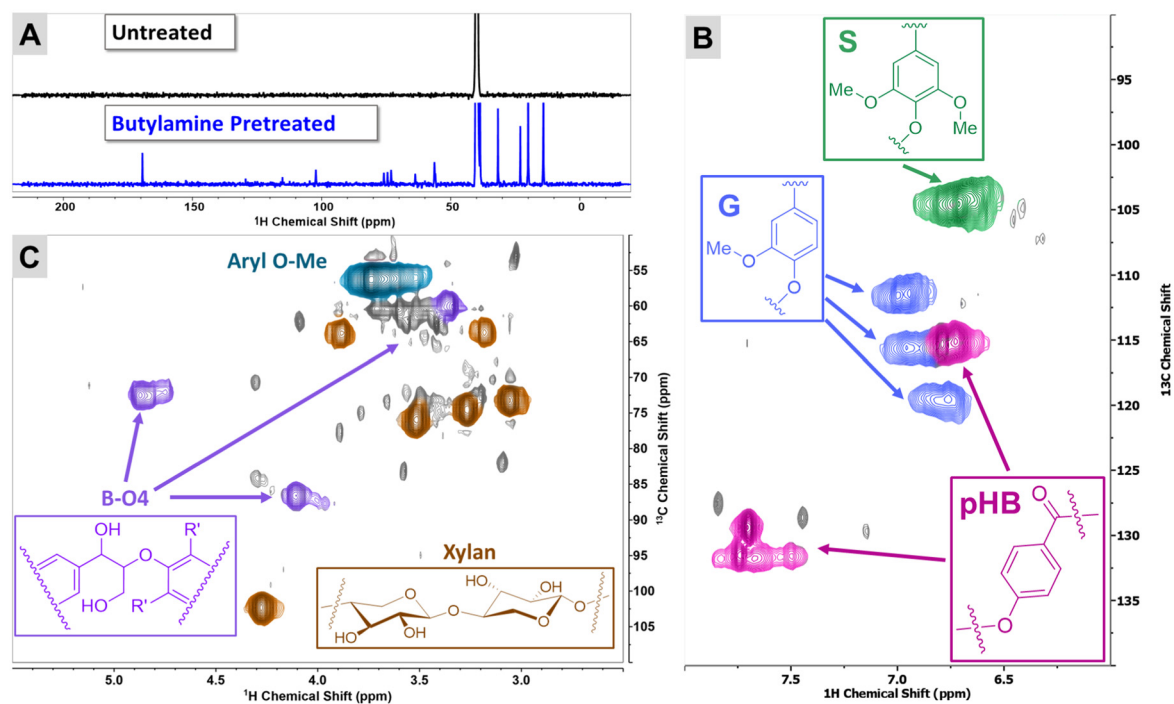 A
Untreated
Butylamine Pretreated
200
150
100
50
0
¹H Chemical Shift (ppm)
B
S
MeO
O
O
Me
G
MeO
O
pHB
O
O
95
100
105
110
115
120
125
130
135
13C Chemical Shift
7.5
7.0
6.5
1H Chemical Shift (ppm)
C
Aryl O-Me
B-O4
OH
R'
O
HO
R'
Xylan
HO
OH
O
O
HO
OH
O
O
55
60
65
70
75
80
85
90
95
100
105
¹³C Chemical Shift (ppm)
5.0
4.5
4.0
3.5
3.0
¹H Chemical Shift (ppm)